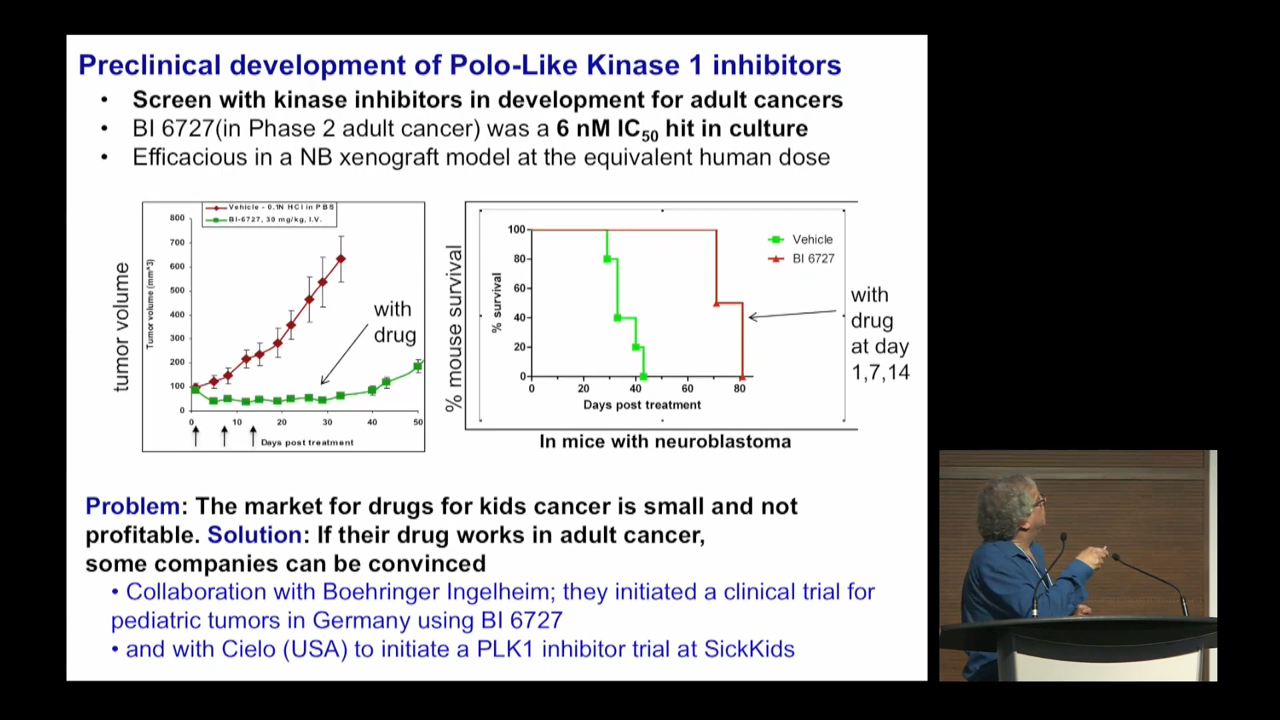 Preclinical development of Polo-Like Kinase 1 inhibitors
• Screen with kinase inhibitors in development for adult cancers
• BI 6727(in Phase 2 adult cancer) was a 6 nM IC50 hit in culture
• Efficacious in a NB xenograft model at the equivalent human dose
tumor volume
Tumor volume (mm^3)
Vehicle - 0.1N HCl in PBS
BI-6727, 30 mg/kg, I.V.
800
700
600
500
400
300
200
100
0
0 10 20 30 40 50
Days post treatment
with
drug
% mouse survival
% survival
100
80
60
40
20
0
0 20 40 60 80
Days post treatment
Vehicle
BI 6727
with
drug
at day
1,7,14
In mice with neuroblastoma
Problem: The market for drugs for kids cancer is small and not
profitable. Solution: If their drug works in adult cancer,
some companies can be convinced
• Collaboration with Boehringer Ingelheim; they initiated a clinical trial for
pediatric tumors in Germany using BI 6727
• and with Cielo (USA) to initiate a PLK1 inhibitor trial at SickKids